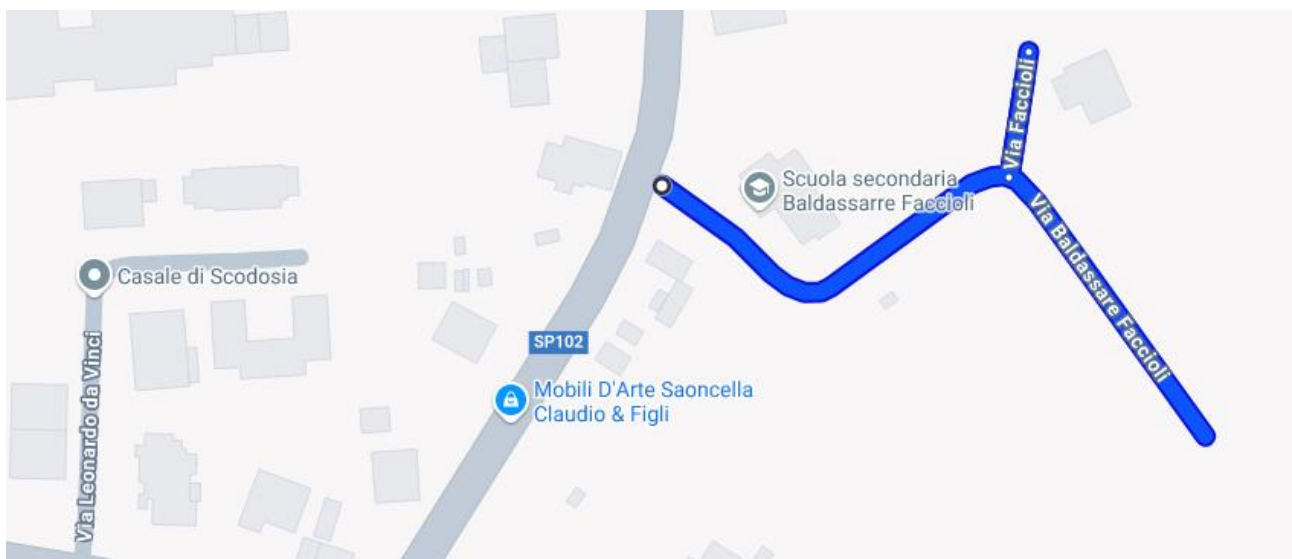 Via Faccioli
Scuola secondaria
Baldassarre Faccioli
Via Baldassare Faccioli
Casale di Scodosia
SP102
Via Leonardo da Vinci
Mobili D'Arte Saoncella
Claudio & Figli